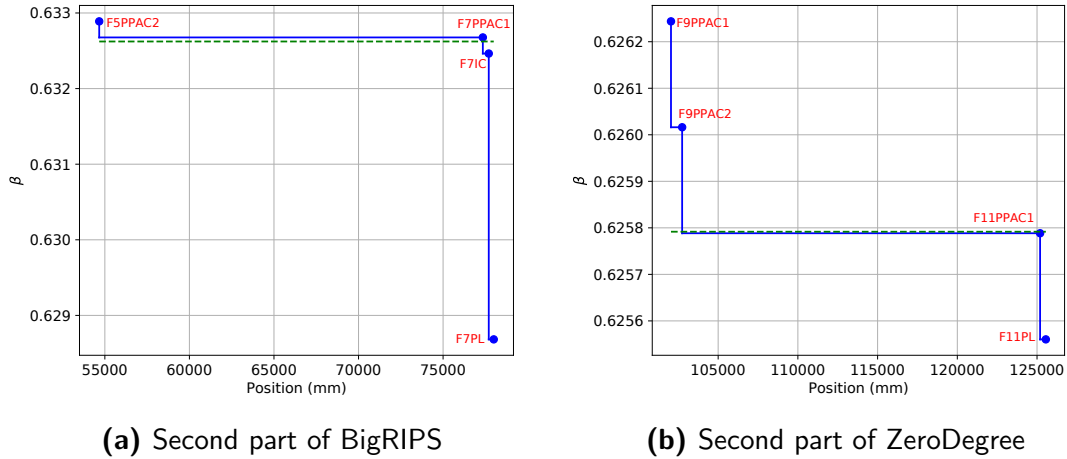 0.633
0.632
0.631
0.630
0.629
β
F5PPAC2
F7PPAC1
F7IC
F7PL
55000 60000 65000 70000 75000
Position (mm)
(a) Second part of BigRIPS
0.6262
0.6261
0.6260
0.6259
0.6258
0.6257
0.6256
β
F9PPAC1
F9PPAC2
F11PPAC1
F11PL
105000 110000 115000 120000 125000
Position (mm)
(b) Second part of ZeroDegree